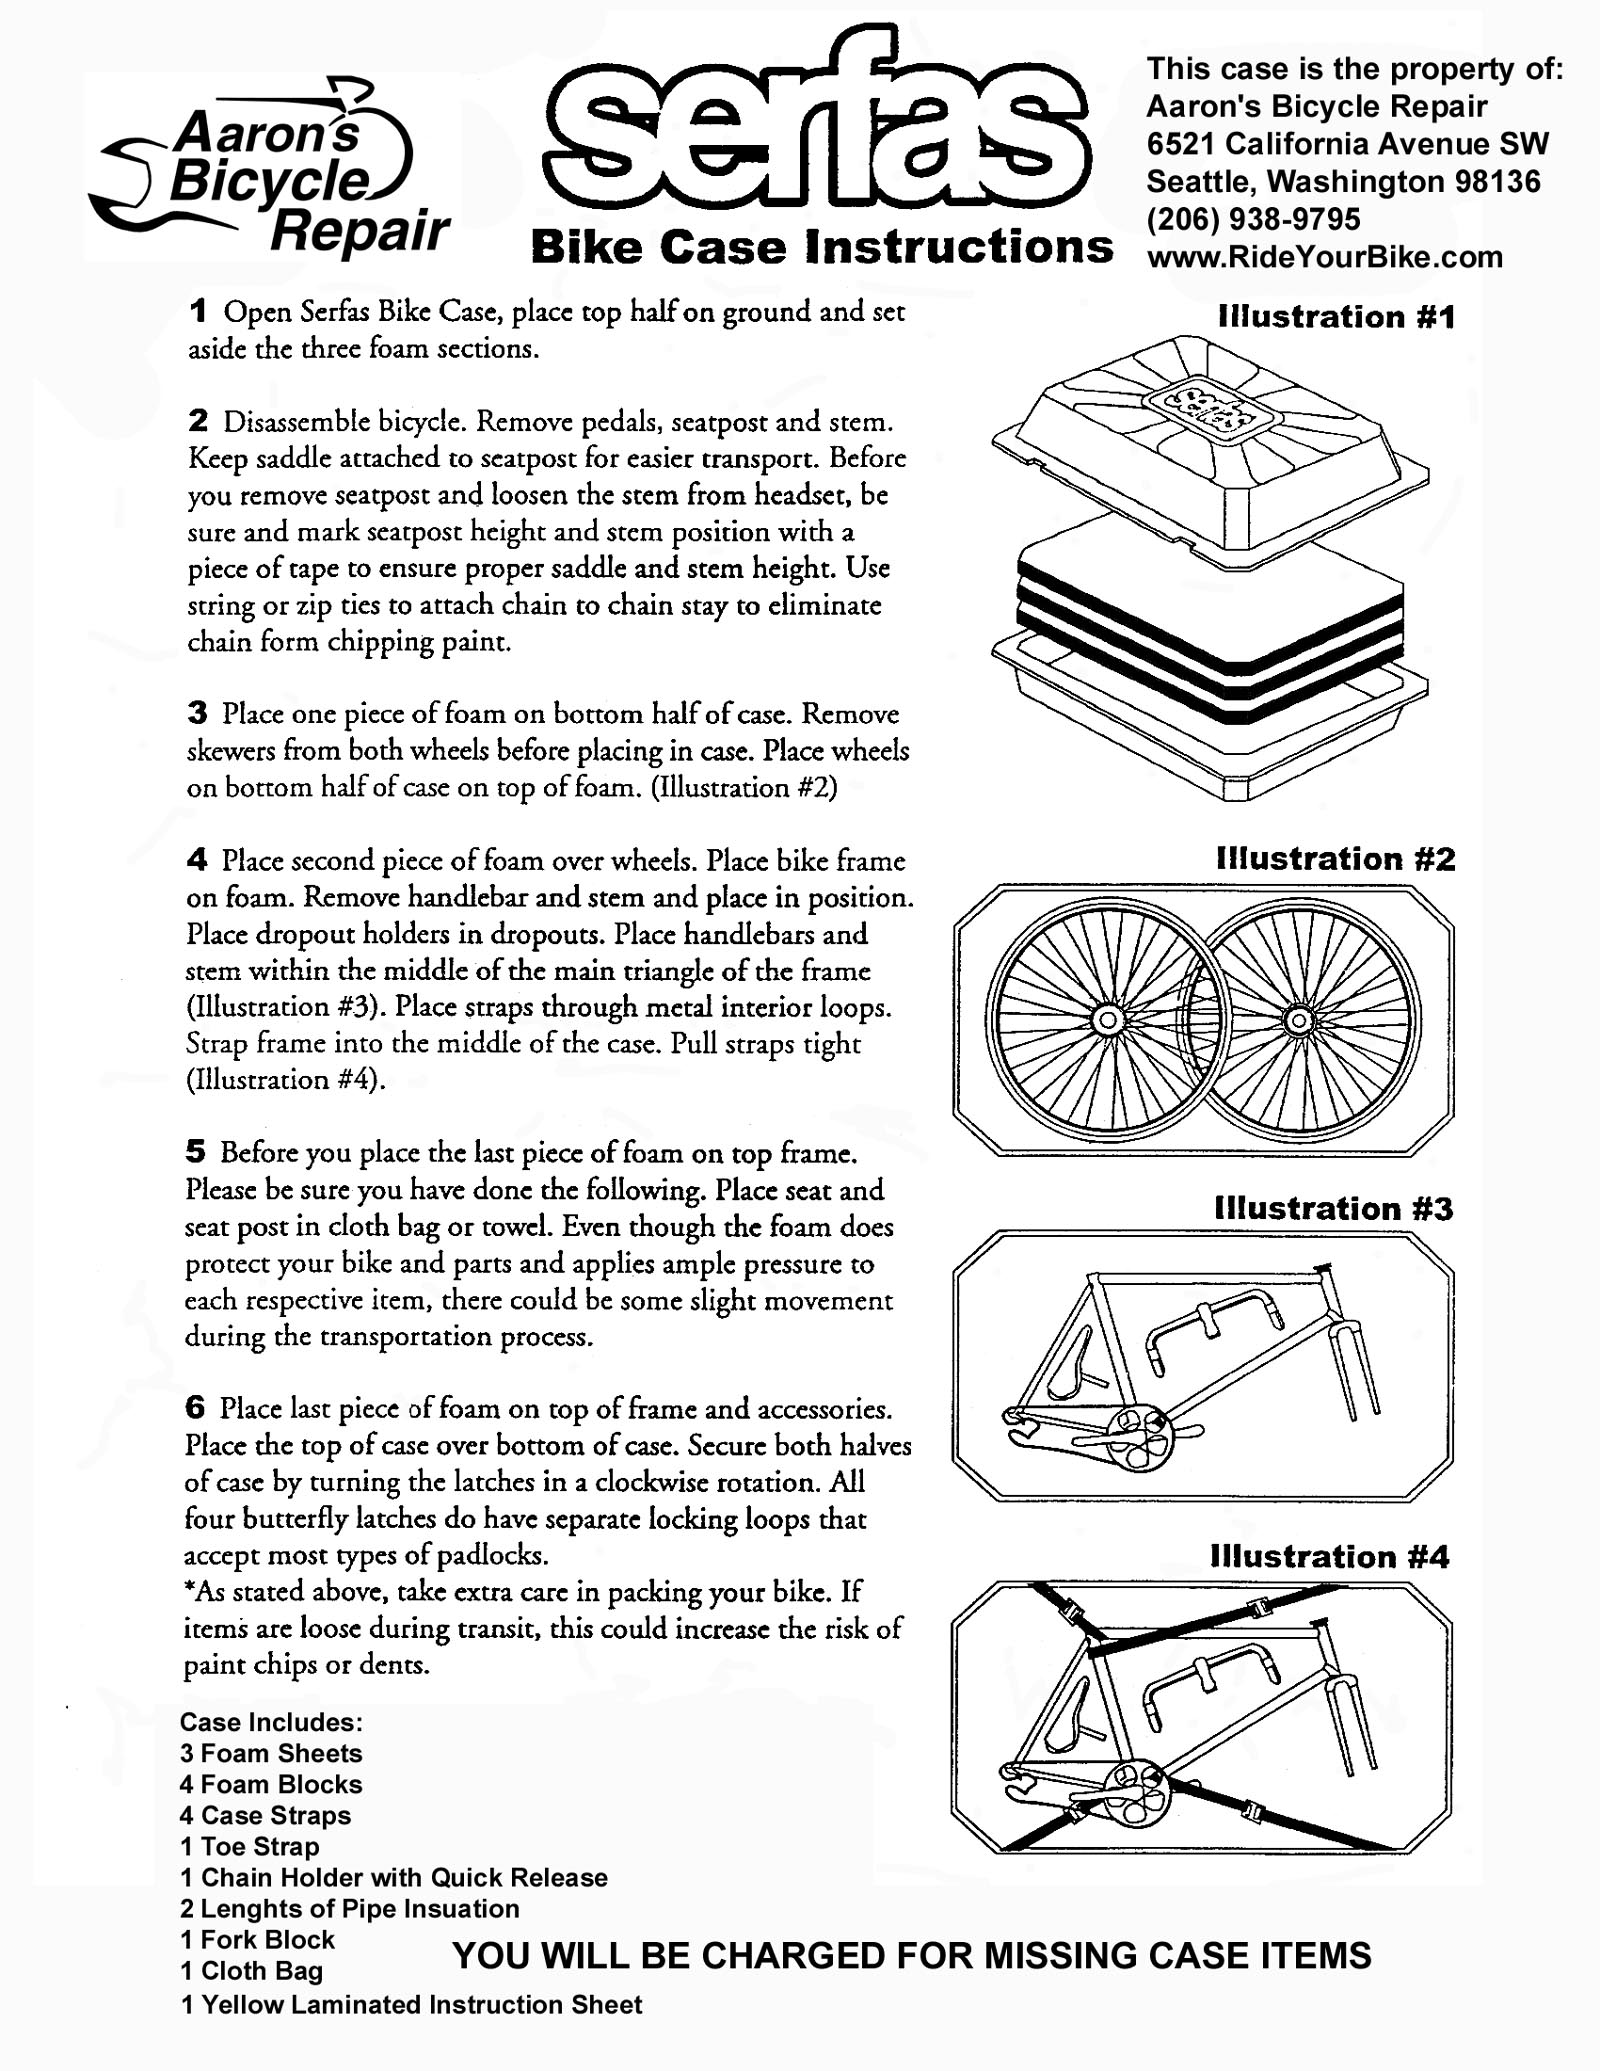 Aaron's
Bicycle
Repair
serfas
Bike Case Instructions
This case is the property of:
Aaron's Bicycle Repair
6521 California Avenue SW
Seattle, Washington 98136
(206) 938-9795
www.RideYourBike.com
1 Open Serfas Bike Case, place top half on ground and set
aside the three foam sections.
2 Disassemble bicycle. Remove pedals, seatpost and stem.
Keep saddle attached to seatpost for easier transport. Before
you remove seatpost and loosen the stem from headset, be
sure and mark seatpost height and stem position with a
piece of tape to ensure proper saddle and stem height. Use
string or zip ties to attach chain to chain stay to eliminate
chain form chipping paint.
3 Place one piece of foam on bottom half of case. Remove
skewers from both wheels before placing in case. Place wheels
on bottom half of case on top of foam. (Illustration #2)
4 Place second piece of foam over wheels. Place bike frame
on foam. Remove handlebar and stem and place in position.
Place dropout holders in dropouts. Place handlebars and
stem within the middle of the main triangle of the frame
(Illustration #3). Place straps through metal interior loops.
Strap frame into the middle of the case. Pull straps tight
(Illustration #4).
5 Before you place the last piece of foam on top frame.
Please be sure you have done the following. Place seat and
seat post in cloth bag or towel. Even though the foam does
protect your bike and parts and applies ample pressure to
each respective item, there could be some slight movement
during the transportation process.
6 Place last piece of foam on top of frame and accessories.
Place the top of case over bottom of case. Secure both halves
of case by turning the latches in a clockwise rotation. All
four butterfly latches do have separate locking loops that
accept most types of padlocks.
*As stated above, take extra care in packing your bike. If
items are loose during transit, this could increase the risk of
paint chips or dents.
Case Includes:
3 Foam Sheets
4 Foam Blocks
4 Case Straps
1 Toe Strap
1 Chain Holder with Quick Release
2 Lenghts of Pipe Insuation
1 Fork Block
1 Cloth Bag
1 Yellow Laminated Instruction Sheet
YOU WILL BE CHARGED FOR MISSING CASE ITEMS
Illustration #1
serfas
Illustration #2
Illustration #3
Illustration #4